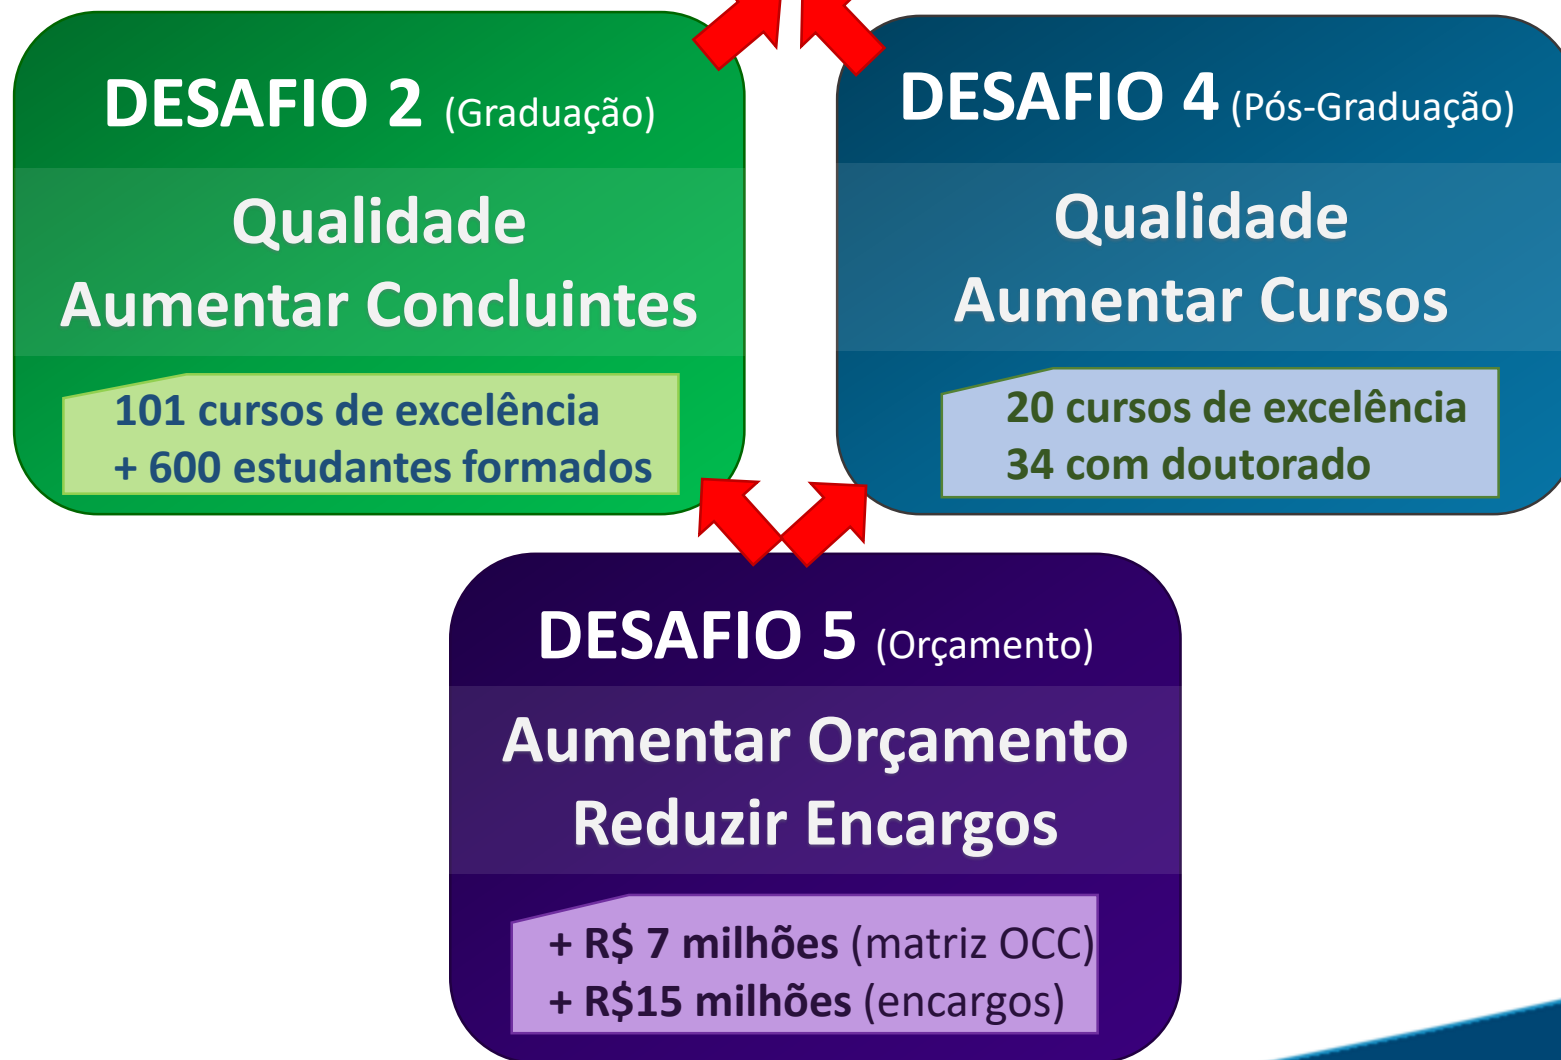 DESAFIO 2 (Graduação)
Qualidade
Aumentar Concluintes
101 cursos de excelência
+ 600 estudantes formados
DESAFIO 4 (Pós-Graduação)
Qualidade
Aumentar Cursos
20 cursos de excelência
34 com doutorado
DESAFIO 5 (Orçamento)
Aumentar Orçamento
Reduzir Encargos
+ R$ 7 milhões (matriz OCC)
+ R$15 milhões (encargos)